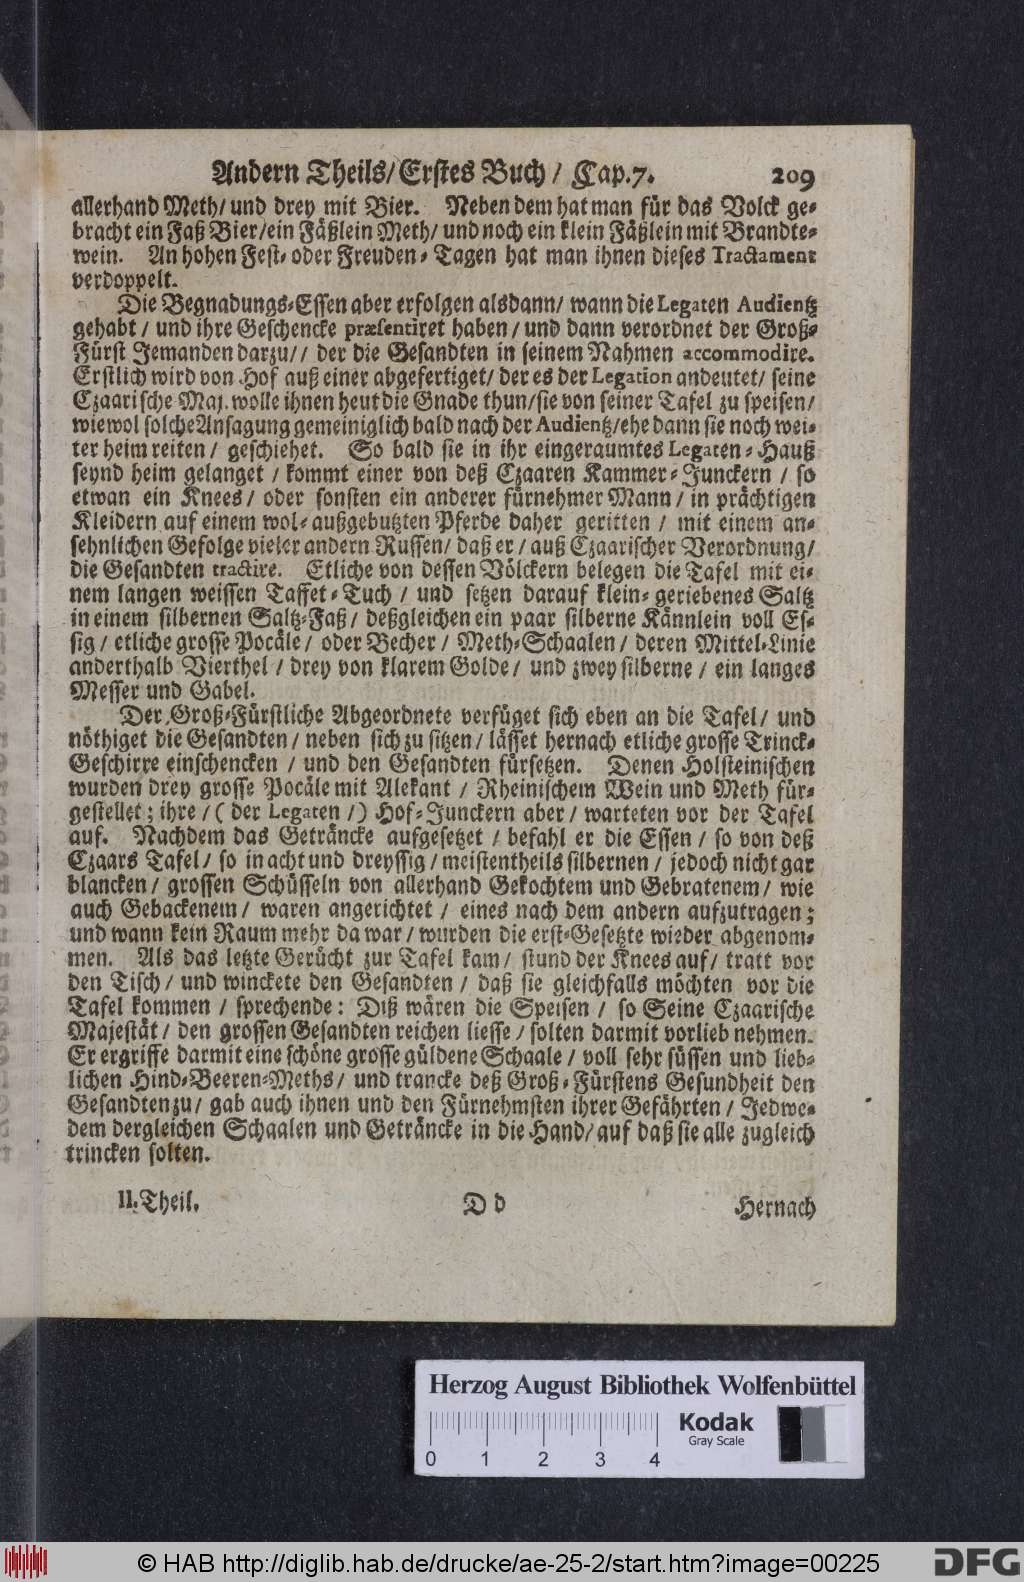 Andern Theils/ Erstes Buch / Cap. 7. 209
allerhand Meth/ und drey mit Bier. Neben dem hat man für das Volck ge-
bracht ein Faß Bier/ ein Fäßlein Meth/ und noch ein klein Fäßlein mit Brandte-
wein. An hohen Fest- oder Freuden-Tagen hat man ihnen dieses Tractament
verdoppelt.
Die Begnadungs-Essen aber erfolgen alsdann/ wann die Legaten Audientz
gehabt / und ihre Geschencke præsentiret haben / und dann verordnet der Groß-
Fürst Jemanden darzu/ / der die Gesandten in seinem Nahmen accommodire.
Erstlich wird von Hof auß einer abgefertiget/ der es der Legation andeutet/ seine
Czaarische Maj. wolle ihnen heut die Gnade thun/ sie von seiner Tafel zu speisen/
wiewol solche Ansagung gemeiniglich bald nach der Audientz/ ehe dann sie noch wei-
ter heim reiten / geschiehet. So bald sie in ihr eingeraumtes Legaten-Hauß
seynd heim gelanget / kommt einer von deß Czaaren Kammer-Junckern / so
etwan ein Knees / oder sonsten ein anderer fürnehmer Mann / in prächtigen
Kleidern auf einem wol-außgebutzten Pferde daher geritten / mit einem an-
sehnlichen Gefolge vieler andern Russen/ daß er / auß Czaarischer Verordnung/
die Gesandten tractire. Etliche von dessen Völckern belegen die Tafel mit ei-
nem langen weissen Taffet-Tuch / und setzen darauf klein-geriebenes Saltz
in einem silbernen Saltz-Faß / deßgleichen ein paar silberne Kännlein voll Es-
sig / etliche grosse Pocäle / oder Becher / Meth-Schaalen / deren Mittel-Linie
anderthalb Vierthel / drey von klarem Golde / und zwey silberne / ein langes
Messer und Gabel.
Der Groß-Fürstliche Abgeordnete verfüget sich eben an die Tafel / und
nöthiget die Gesandten / neben sich zu sitzen / lässet hernach etliche grosse Trinck-
Geschirre einschencken / und den Gesandten fürsetzen. Denen Holsteinischen
wurden drey grosse Pocäle mit Alekant / Rheinischem Wein und Meth für-
gestellet; ihre / ( der Legaten /) Hof-Junckern aber / warteten vor der Tafel
auf. Nachdem das Geträncke aufgesetzet / befahl er die Essen / so von deß
Czaars Tafel / so in acht und dreyssig / meistentheils silbernen / jedoch nicht gar
blancken / grossen Schüsseln von allerhand Gekochtem und Gebratenem / wie
auch Gebackenem / waren angerichtet / eines nach dem andern aufzutragen;
und wann kein Raum mehr da war / wurden die erst-Gesetzte wieder abgenom-
men. Als das letzte Gerücht zur Tafel kam / stund der Knees auf / tratt vor
den Tisch / und winckete den Gesandten / daß sie gleichfalls möchten vor die
Tafel kommen / sprechende: Diß wären die Speisen / so Seine Czaarische
Majestät / den grossen Gesandten reichen liesse / solten darmit vorlieb nehmen.
Er ergriffe darmit eine schöne grosse güldene Schaale / voll sehr süssen und lieb-
lichen Hind-Beeren-Meths / und trancke deß Groß-Fürstens Gesundheit den
Gesandten zu / gab auch ihnen und den Fürnehmsten ihrer Gefährten / Jedwe-
dem dergleichen Schaalen und Geträncke in die Hand / auf daß sie alle zugleich
trincken solten.
II. Theil. D d Hernach
Herzog August Bibliothek Wolfenbüttel
0 1 2 3 4
Kodak
Gray Scale
© HAB http://diglib.hab.de/drucke/ae-25-2/start.htm?image=00225
DFG